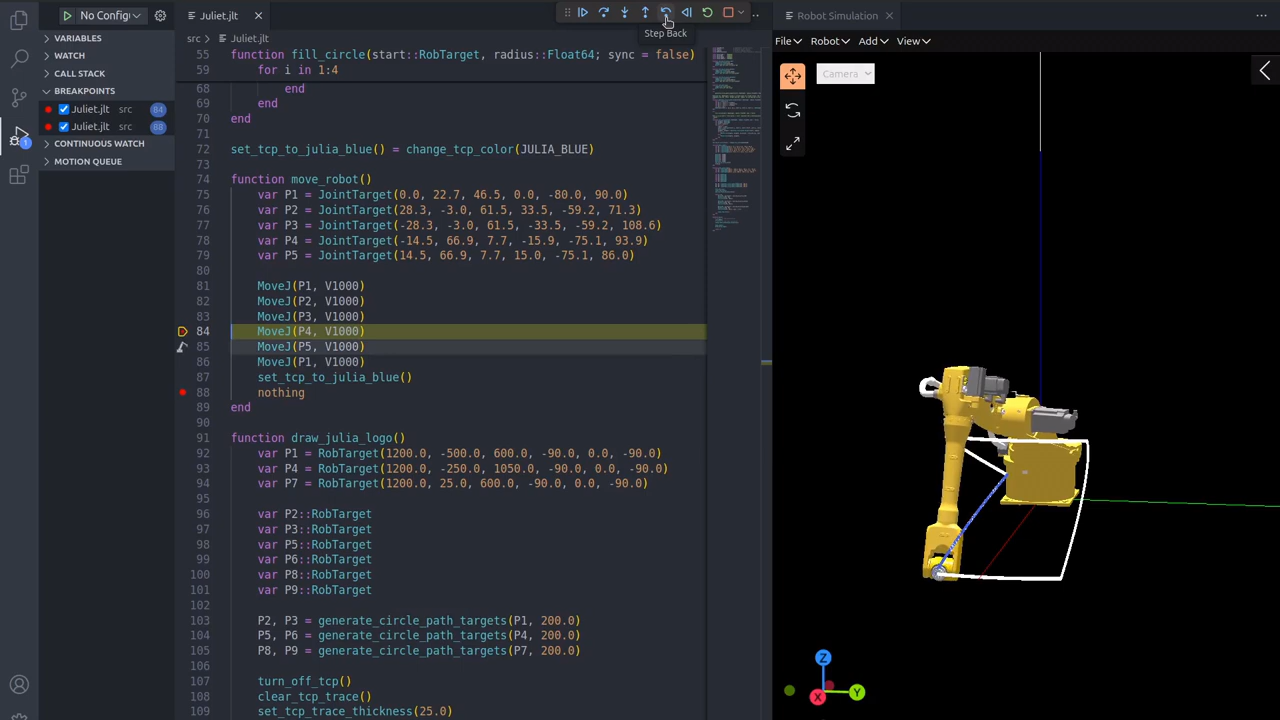 No Config
Juliet.jlt
Step Back
Robot Simulation
src > Juliet.jlt
File
Robot
Add
View
Camera
VARIABLES
WATCH
CALL STACK
BREAKPOINTS
Juliet.jlt src 84
Juliet.jlt src 88
CONTINUOUS WATCH
MOTION QUEUE
55 function fill_circle(start::RobTarget, radius::Float64; sync = false)
59 for i in 1:4
68 end
69 end
70 end
71
72 set_tcp_to_julia_blue() = change_tcp_color(JULIA_BLUE)
73
74 function move_robot()
75 var P1 = JointTarget(0.0, 22.7, 46.5, 0.0, -80.0, 90.0)
76 var P2 = JointTarget(28.3, -3.0, 61.5, 33.5, -59.2, 71.3)
77 var P3 = JointTarget(-28.3, -3.0, 61.5, -33.5, -59.2, 108.6)
78 var P4 = JointTarget(-14.5, 66.9, 7.7, -15.9, -75.1, 93.9)
79 var P5 = JointTarget(14.5, 66.9, 7.7, 15.0, -75.1, 86.0)
80
81 MoveJ(P1, V1000)
82 MoveJ(P2, V1000)
83 MoveJ(P3, V1000)
84 MoveJ(P4, V1000)
85 MoveJ(P5, V1000)
86 MoveJ(P1, V1000)
87 set_tcp_to_julia_blue()
88 nothing
89 end
90
91 function draw_julia_logo()
92 var P1 = RobTarget(1200.0, -500.0, 600.0, -90.0, 0.0, -90.0)
93 var P4 = RobTarget(1200.0, -250.0, 1050.0, -90.0, 0.0, -90.0)
94 var P7 = RobTarget(1200.0, 25.0, 600.0, -90.0, 0.0, -90.0)
95
96 var P2::RobTarget
97 var P3::RobTarget
98 var P5::RobTarget
99 var P6::RobTarget
100 var P8::RobTarget
101 var P9::RobTarget
102
103 P2, P3 = generate_circle_path_targets(P1, 200.0)
104 P5, P6 = generate_circle_path_targets(P4, 200.0)
105 P8, P9 = generate_circle_path_targets(P7, 200.0)
106
107 turn_off_tcp()
108 clear_tcp_trace()
109 set_tcp_trace_thickness(25.0)
Z
X
Y